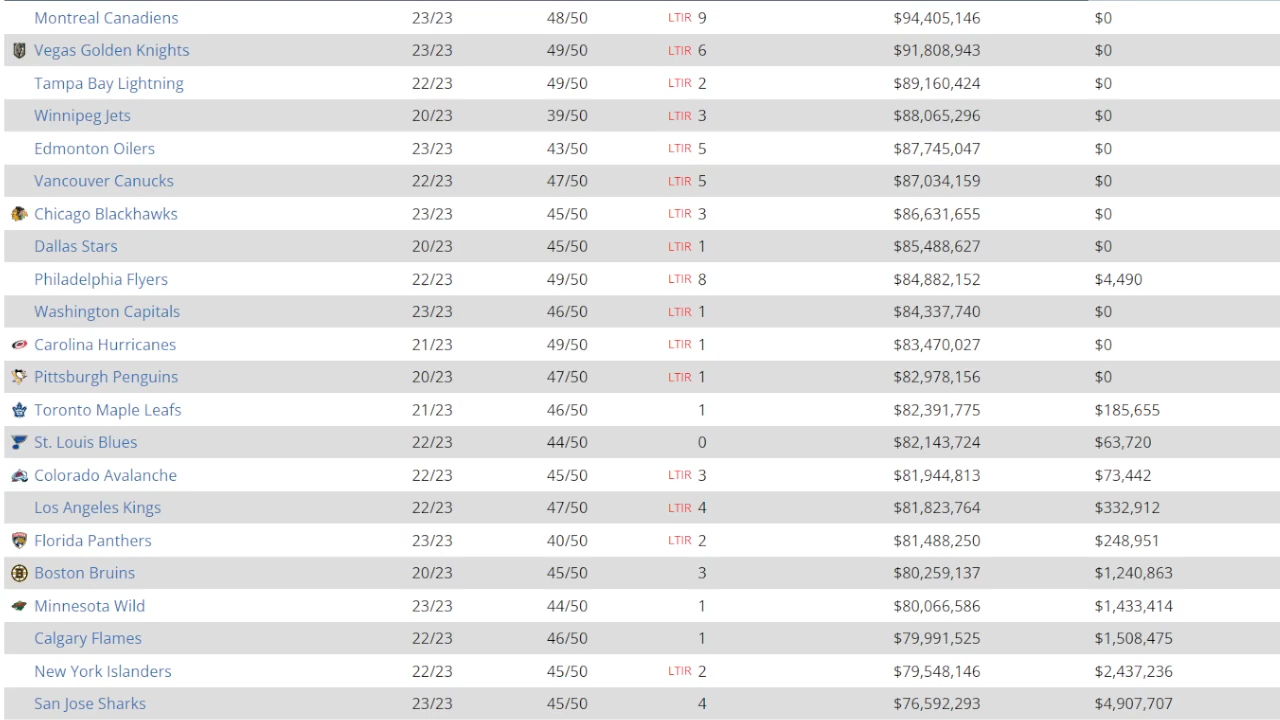 Montreal Canadiens 23/23 48/50 LTIR 9 $94,405,146 $0
Vegas Golden Knights 23/23 49/50 LTIR 6 $91,808,943 $0
Tampa Bay Lightning 22/23 49/50 LTIR 2 $89,160,424 $0
Winnipeg Jets 20/23 39/50 LTIR 3 $88,065,296 $0
Edmonton Oilers 23/23 43/50 LTIR 5 $87,745,047 $0
Vancouver Canucks 22/23 47/50 LTIR 5 $87,034,159 $0
Chicago Blackhawks 23/23 45/50 LTIR 3 $86,631,655 $0
Dallas Stars 20/23 45/50 LTIR 1 $85,488,627 $0
Philadelphia Flyers 22/23 49/50 LTIR 8 $84,882,152 $4,490
Washington Capitals 23/23 46/50 LTIR 1 $84,337,740 $0
Carolina Hurricanes 21/23 49/50 LTIR 1 $83,470,027 $0
Pittsburgh Penguins 20/23 47/50 LTIR 1 $82,978,156 $0
Toronto Maple Leafs 21/23 46/50 1 $82,391,775 $185,655
St. Louis Blues 22/23 44/50 0 $82,143,724 $63,720
Colorado Avalanche 22/23 45/50 LTIR 3 $81,944,813 $73,442
Los Angeles Kings 22/23 47/50 LTIR 4 $81,823,764 $332,912
Florida Panthers 23/23 40/50 LTIR 2 $81,488,250 $248,951
Boston Bruins 20/23 45/50 3 $80,259,137 $1,240,863
Minnesota Wild 23/23 44/50 1 $80,066,586 $1,433,414
Calgary Flames 22/23 46/50 1 $79,991,525 $1,508,475
New York Islanders 22/23 45/50 LTIR 2 $79,548,146 $2,437,236
San Jose Sharks 23/23 45/50 4 $76,592,293 $4,907,707